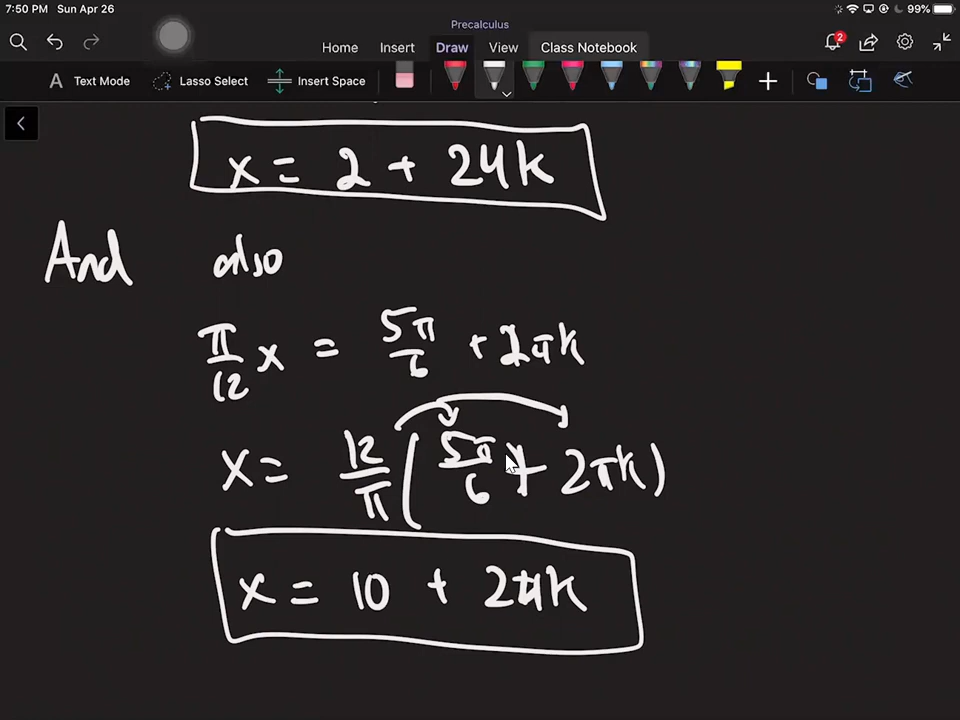 7:50 PM Sun Apr 26
99%
Precalculus
Home Insert Draw View Class Notebook
2
Text Mode Lasso Select Insert Space
x = 2 + 24k
And also
π/12 x = 5π/6 + 2πk
x = 12/π ( 5π/6 + 2πk )
x = 10 + 24k